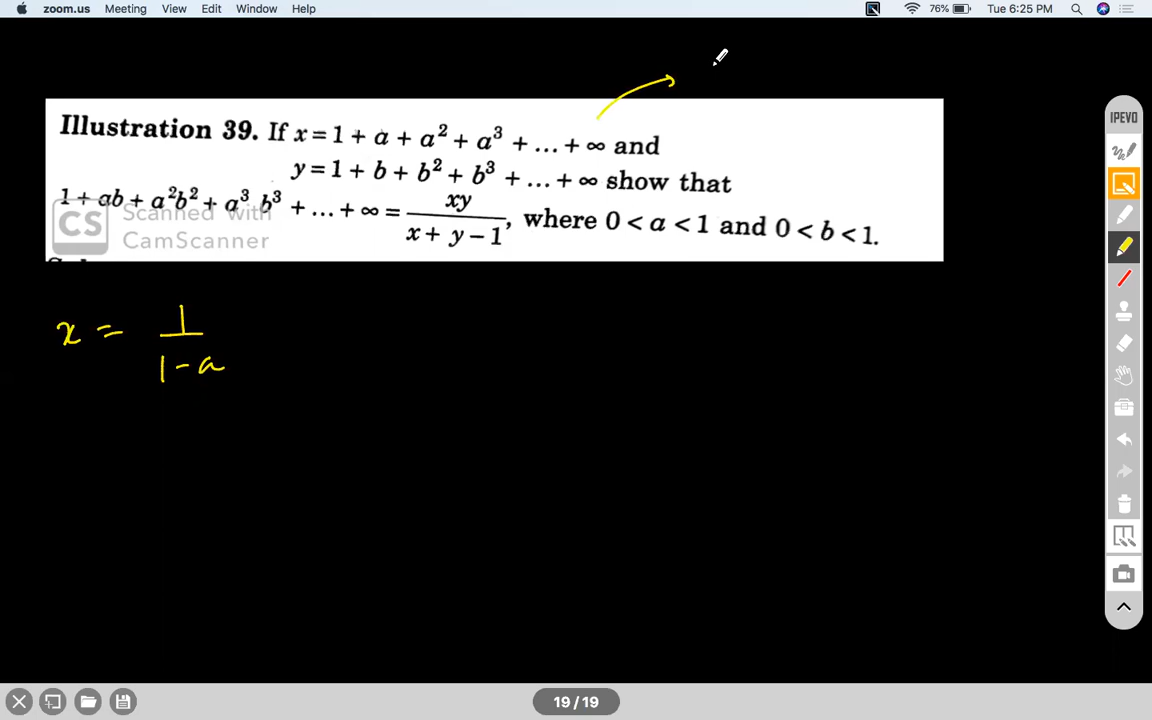 zoom.us Meeting View Edit Window Help 76% Tue 6:25 PM
Illustration 39. If x = 1 + a + a² + a³ + ... + ∞ and
y = 1 + b + b² + b³ + ... + ∞ show that
1 + ab + a²b² + a³ b³ + ... + ∞ = xy / x + y − 1, where 0 < a < 1 and 0 < b < 1.
CS Scanned with
CamScanner
x = 1 / 1 − a
IPEVO
19 / 19